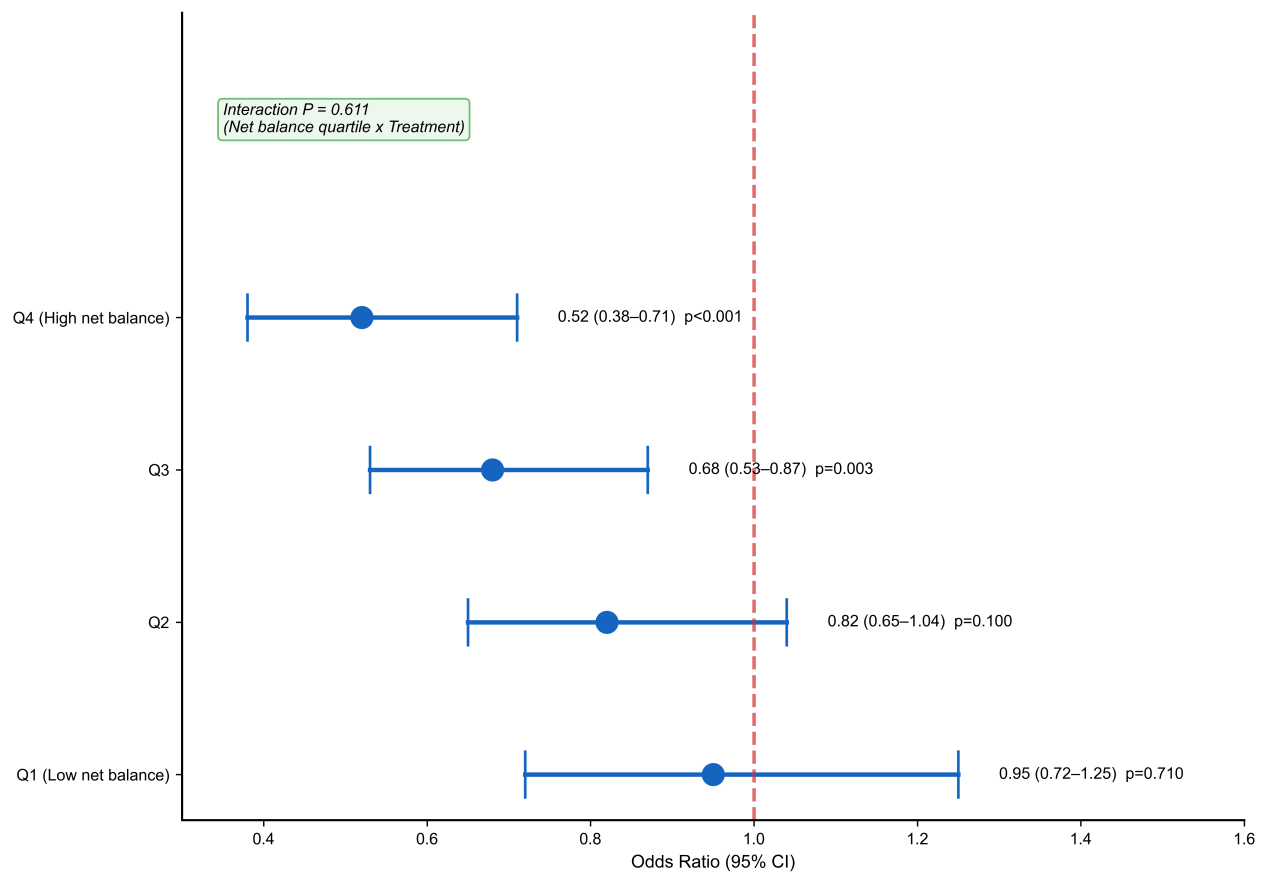 Interaction P = 0.611
(Net balance quartile x Treatment)
Q4 (High net balance)
0.52 (0.38–0.71)  p<0.001
Q3
0.68 (0.53–0.87)  p=0.003
Q2
0.82 (0.65–1.04)  p=0.100
Q1 (Low net balance)
0.95 (0.72–1.25)  p=0.710
0.4 0.6 0.8 1.0 1.2 1.4 1.6
Odds Ratio (95% CI)